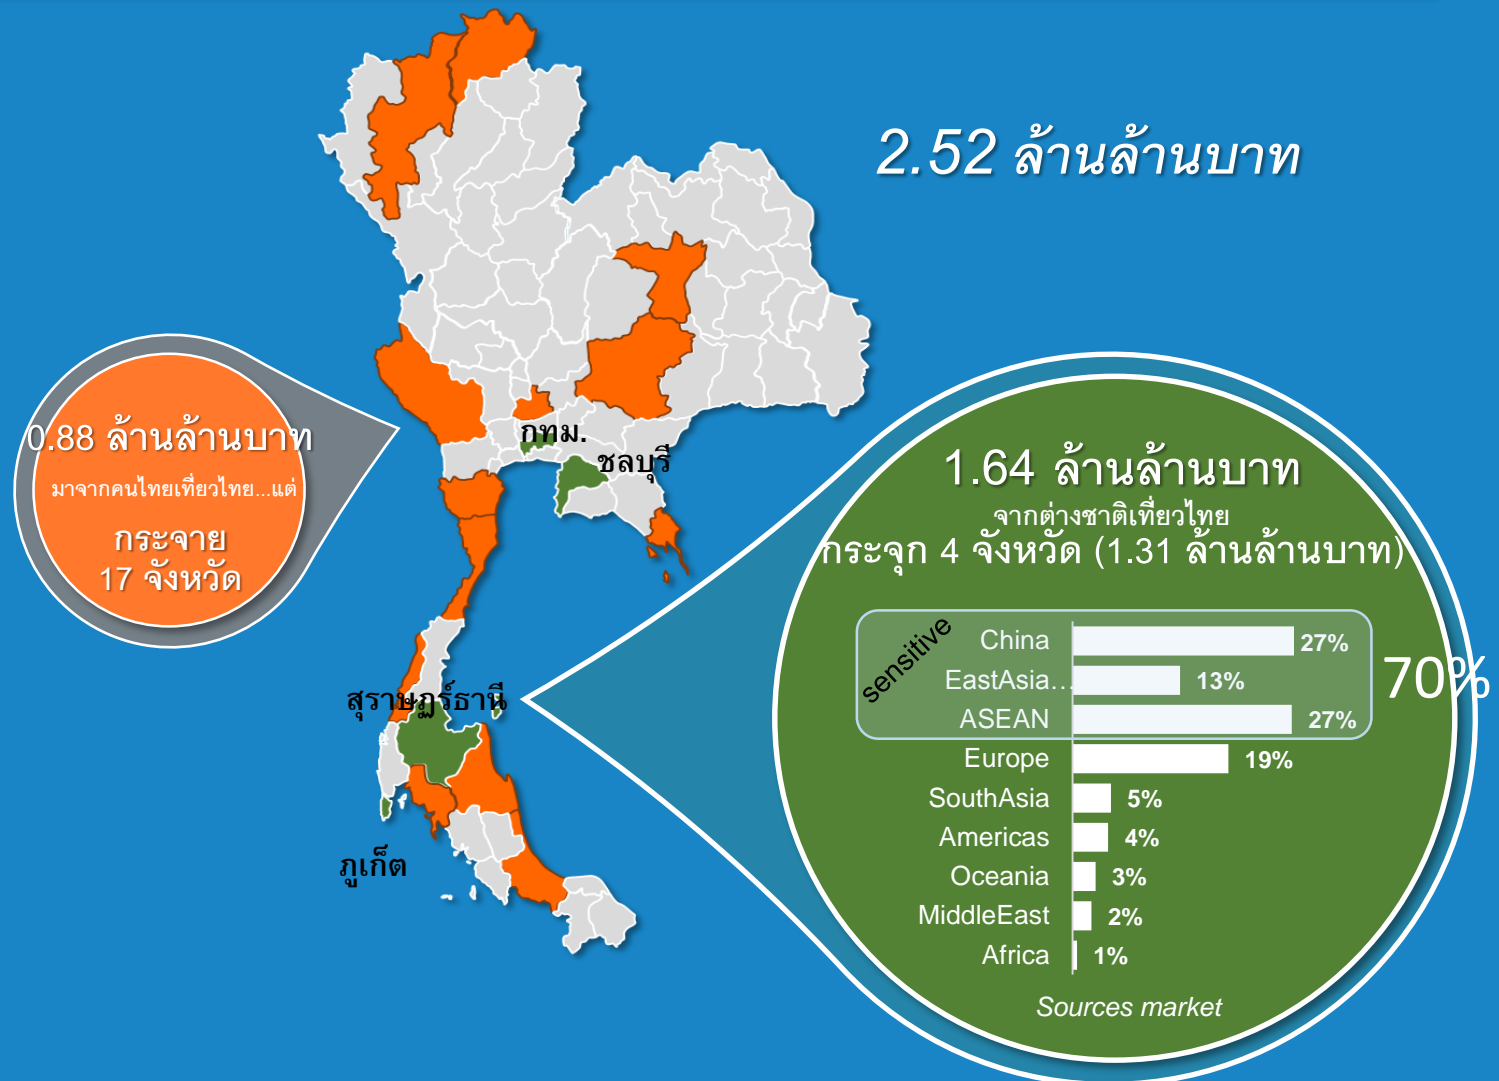 2.52 ล้านล้านบาท
0.88 ล้านล้านบาท
มาจากคนไทยเที่ยวไทย...แต่
กระจาย
17 จังหวัด
กทม.
ชลบุรี
สุราษฎร์ธานี
ภูเก็ต
1.64 ล้านล้านบาท
จากต่างชาติเที่ยวไทย
กระจุก 4 จังหวัด (1.31 ล้านล้านบาท)
sensitive
China 27%
EastAsia... 13%
ASEAN 27%
70%
Europe 19%
SouthAsia 5%
Americas 4%
Oceania 3%
MiddleEast 2%
Africa 1%
Sources market